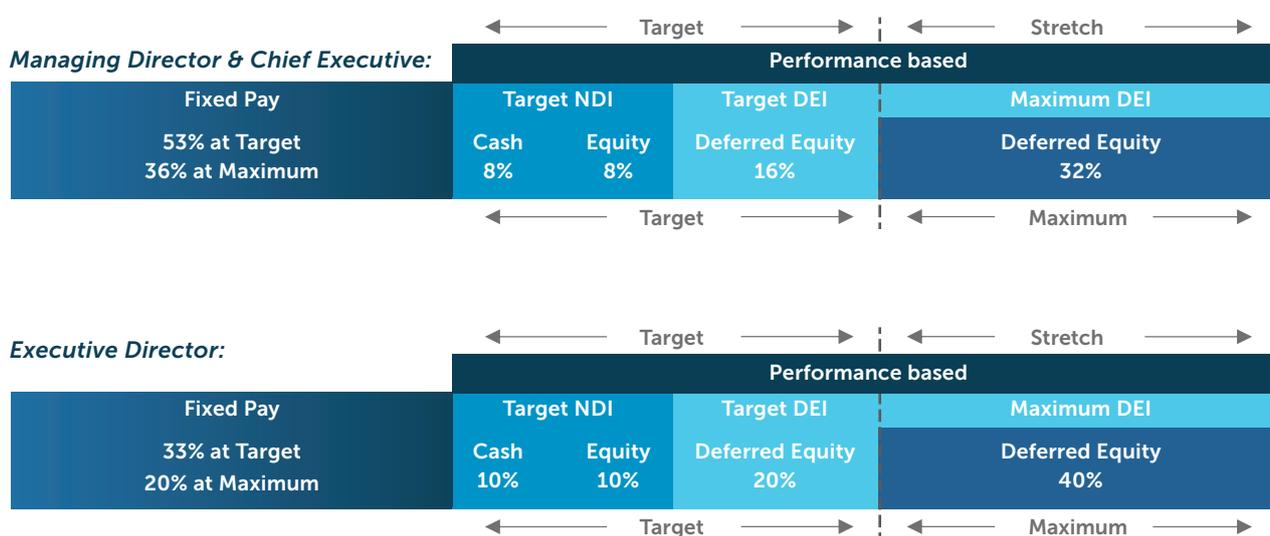 Target Stretch
Managing Director & Chief Executive: Performance based
Fixed Pay Target NDI Target DEI Maximum DEI
53% at Target Cash Equity Deferred Equity Deferred Equity
36% at Maximum 8% 8% 16% 32%
Target Maximum
Target Stretch
Executive Director:
Performance based
Fixed Pay Target NDI Target DEI Maximum DEI
33% at Target Cash Equity Deferred Equity Deferred Equity
20% at Maximum 10% 10% 20% 40%
Target Maximum